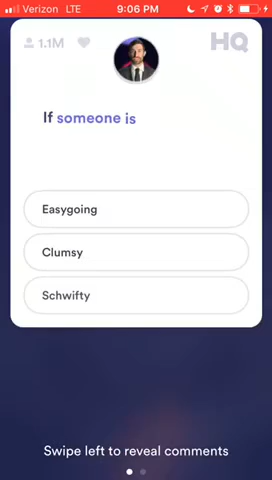 Verizon LTE 9:06 PM
1.1M HQ
If someone is
Easygoing
Clumsy
Schwifty
Swipe left to reveal comments